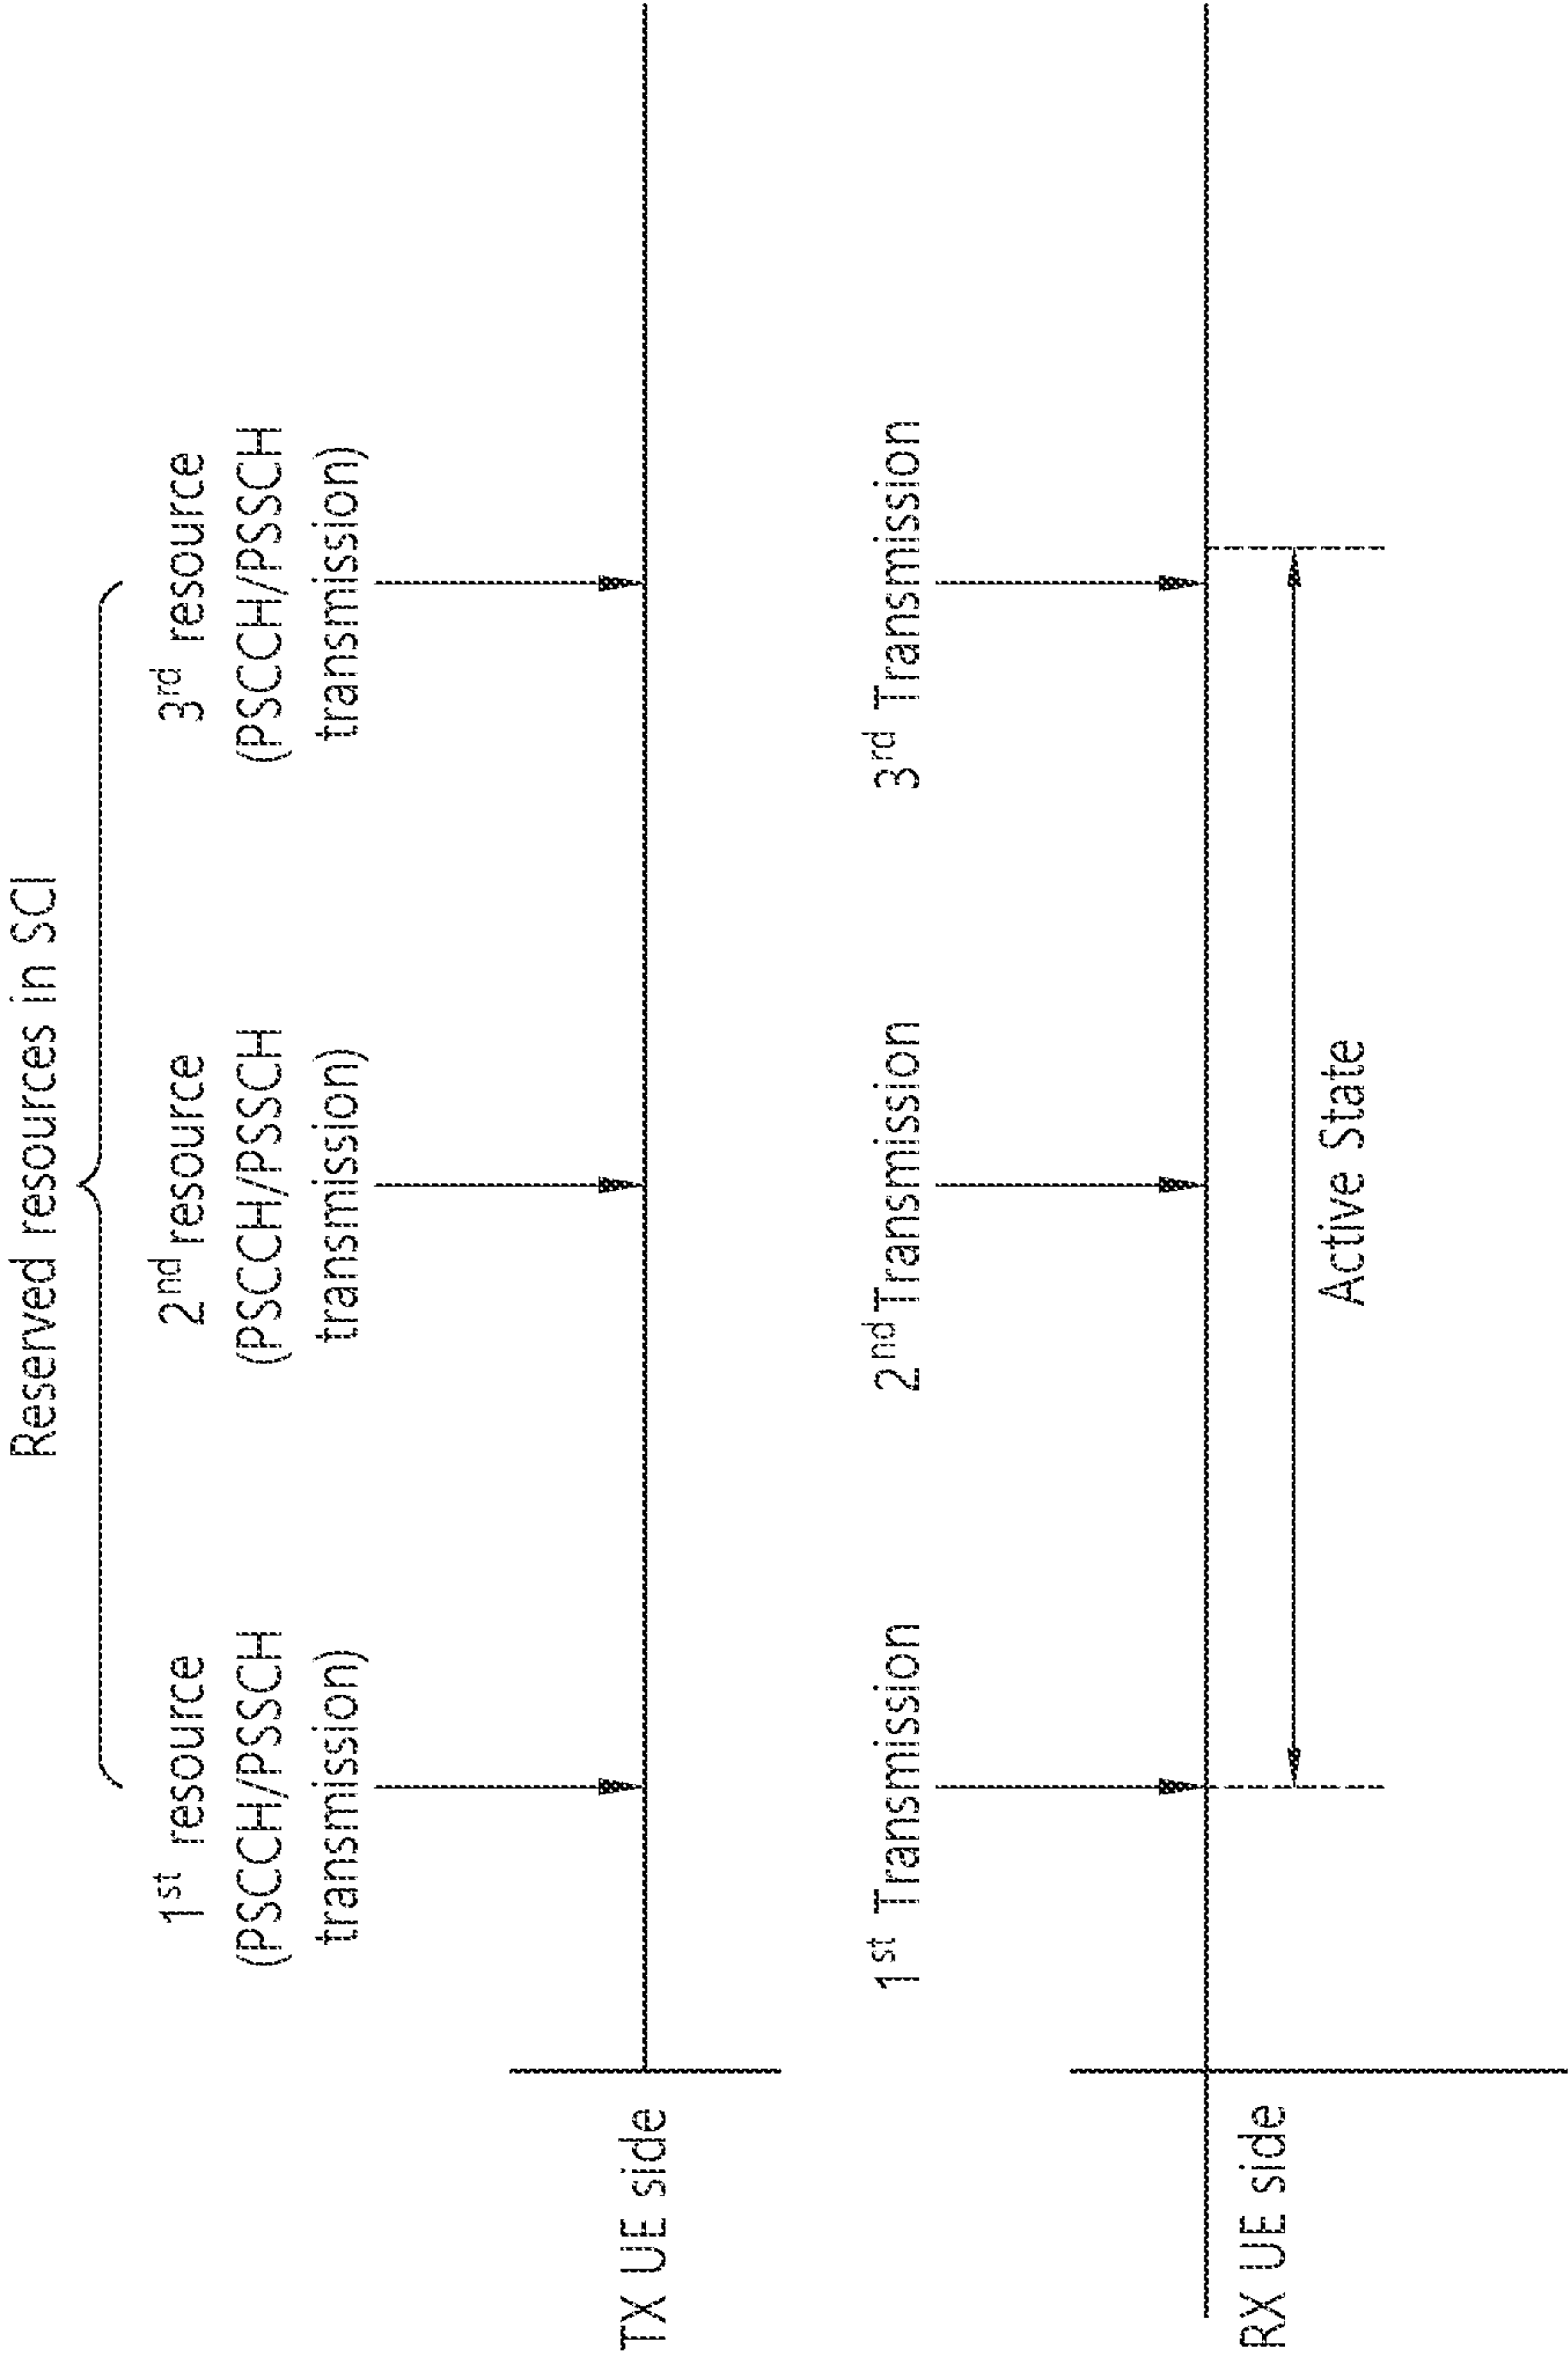 Reserved resources in SCI
1st resource
(PSCCH/PSSCH
transmission)
2nd resource
(PSCCH/PSSCH
transmission)
3rd resource
(PSCCH/PSSCH
transmission)
TX UE side
1st Transmission
2nd Transmission
3rd Transmission
RX UE side
Active State